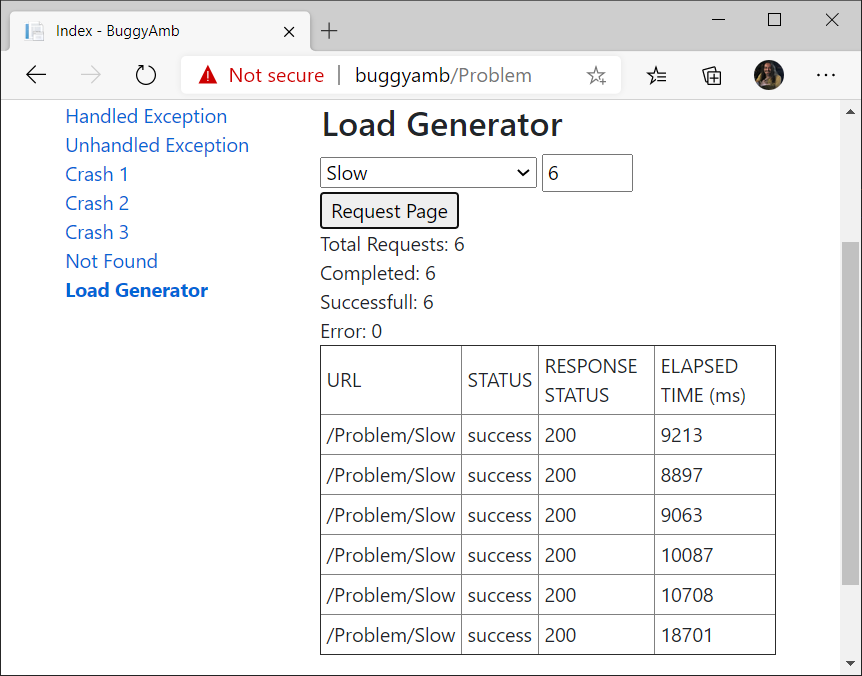 Index - BuggyAmb
Not secure | buggyamb/Problem
Handled Exception
Unhandled Exception
Crash 1
Crash 2
Crash 3
Not Found
Load Generator
Load Generator
Slow 6
Request Page
Total Requests: 6
Completed: 6
Successfull: 6
Error: 0
URL STATUS RESPONSE STATUS ELAPSED TIME (ms)
/Problem/Slow success 200 9213
/Problem/Slow success 200 8897
/Problem/Slow success 200 9063
/Problem/Slow success 200 10087
/Problem/Slow success 200 10708
/Problem/Slow success 200 18701